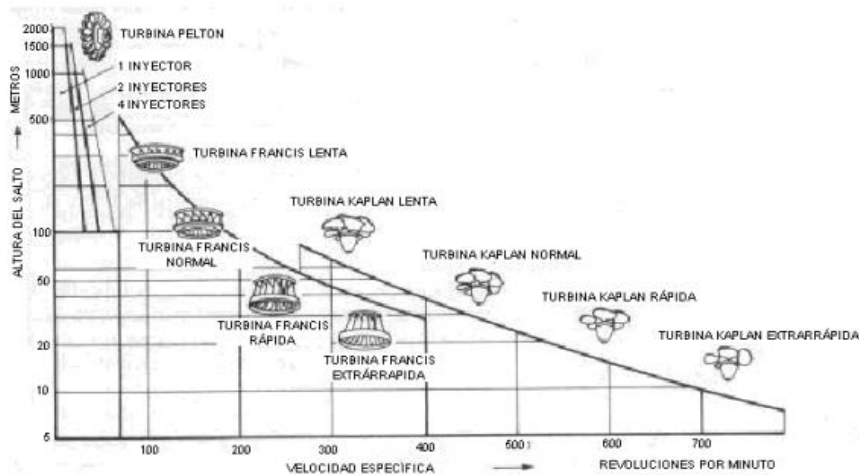 2000
1500
1000
500
100
50
20
10
5
METROS
ALTURA DEL SALTO
TURBINA PELTON
1 INYECTOR
2 INYECTORES
4 INYECTORES
TURBINA FRANCIS LENTA
TURBINA FRANCIS
NORMAL
TURBINA FRANCIS
RÁPIDA
TURBINA FRANCIS
EXTRÁRRAPIDA
TURBINA KAPLAN LENTA
TURBINA KAPLAN NORMAL
TURBINA KAPLAN RÁPIDA
TURBINA KAPLAN EXTRARRÁPIDA
100
200
300
400
500
600
700
VELOCIDAD ESPECÍFICA
REVOLUCIONES POR MINUTO